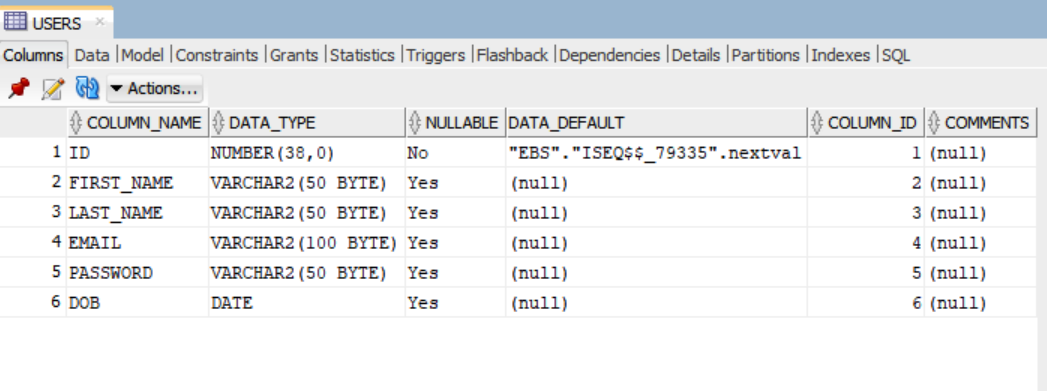 USERS
Columns Data Model Constraints Grants Statistics Triggers Flashback Dependencies Details Partitions Indexes SQL
Actions...
COLUMN_NAME DATA_TYPE NULLABLE DATA_DEFAULT COLUMN_ID COMMENTS
1 ID NUMBER(38,0) No "EBS"."ISEQ$$_79335".nextval 1 (null)
2 FIRST_NAME VARCHAR2(50 BYTE) Yes (null) 2 (null)
3 LAST_NAME VARCHAR2(50 BYTE) Yes (null) 3 (null)
4 EMAIL VARCHAR2(100 BYTE) Yes (null) 4 (null)
5 PASSWORD VARCHAR2(50 BYTE) Yes (null) 5 (null)
6 DOB DATE Yes (null) 6 (null)